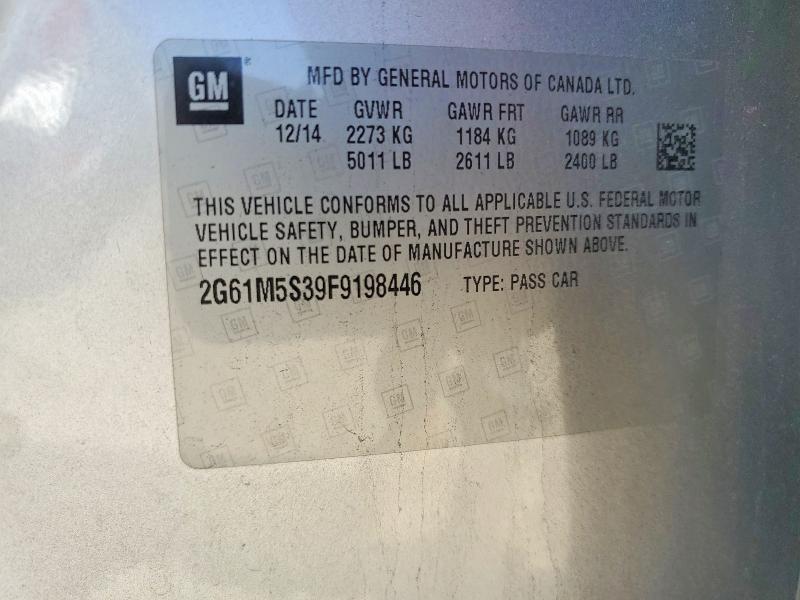 GM
MFD BY GENERAL MOTORS OF CANADA LTD.
DATE GVWR GAWR FRT GAWR RR
12/14 2273 KG 1184 KG 1089 KG
5011 LB 2611 LB 2400 LB
THIS VEHICLE CONFORMS TO ALL APPLICABLE U.S. FEDERAL MOTOR
VEHICLE SAFETY, BUMPER, AND THEFT PREVENTION STANDARDS IN
EFFECT ON THE DATE OF MANUFACTURE SHOWN ABOVE.
2G61M5S39F9198446 TYPE: PASS CAR